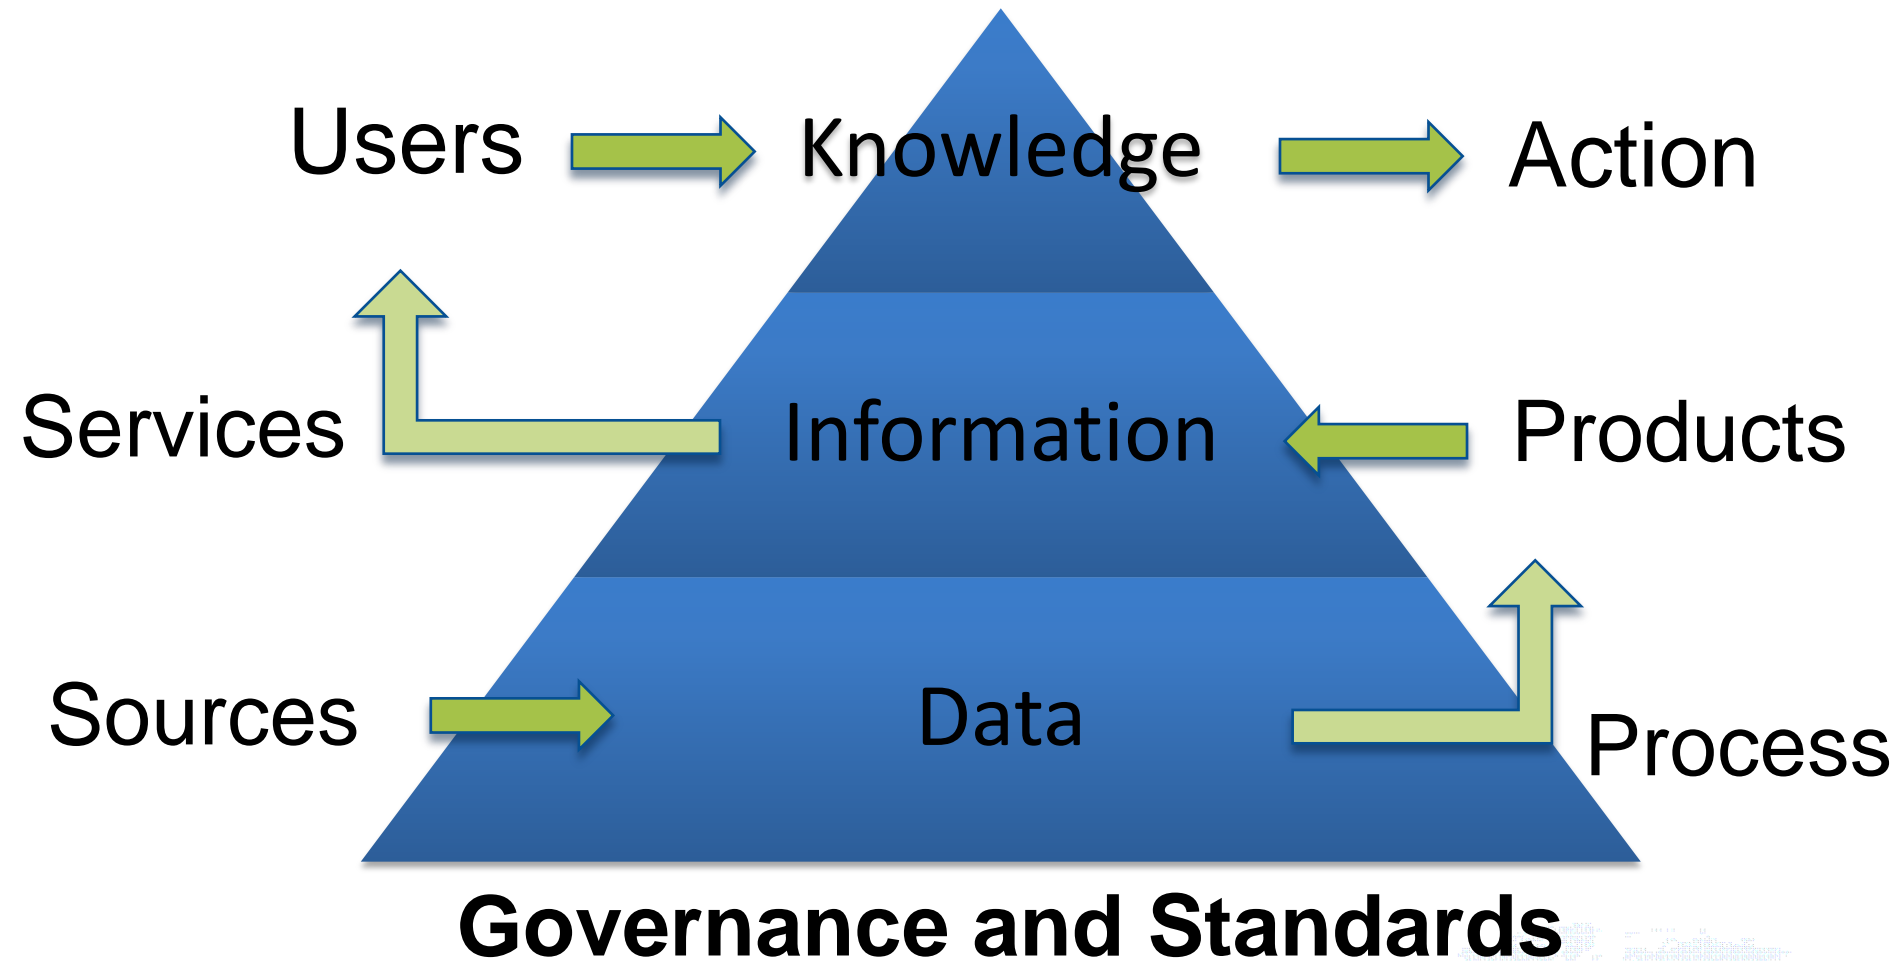 Users Knowledge Action
Services Information Products
Sources Data Process
Governance and Standards